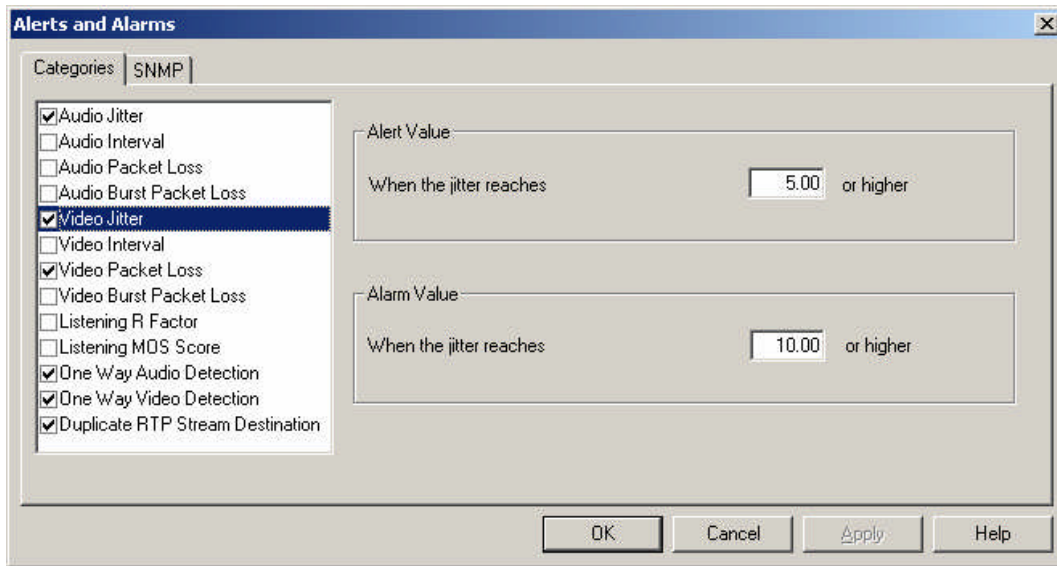 Alerts and Alarms
Categories
SNMP
Audio Jitter
Audio Interval
Audio Packet Loss
Audio Burst Packet Loss
Video Jitter
Video Interval
Video Packet Loss
Video Burst Packet Loss
Listening R Factor
Listening MOS Score
One Way Audio Detection
One Way Video Detection
Duplicate RTP Stream Destination
Alert Value
When the jitter reaches 5.00 or higher
Alarm Value
When the jitter reaches 10.00 or higher
OK
Cancel
Apply
Help